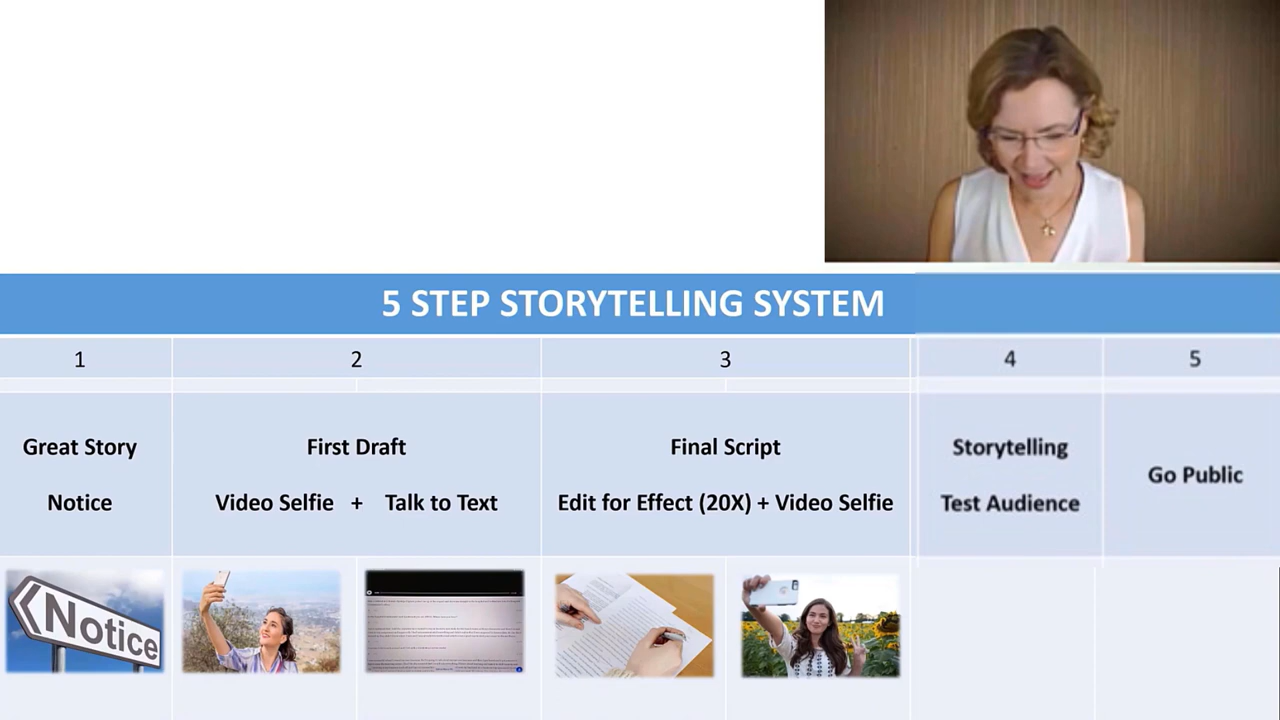 5 STEP STORYTELLING SYSTEM
1
2
3
4
5
Great Story
Notice
First Draft
Video Selfie + Talk to Text
Final Script
Edit for Effect (20X) + Video Selfie
Storytelling
Test Audience
Go Public
Notice